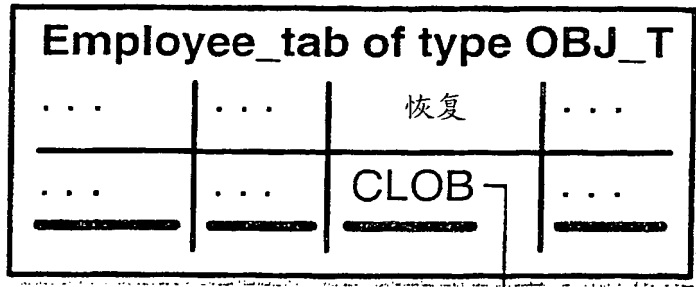 Employee_tab of type OBJ_T
... ... 恢复 ...
... ... CLOB ...